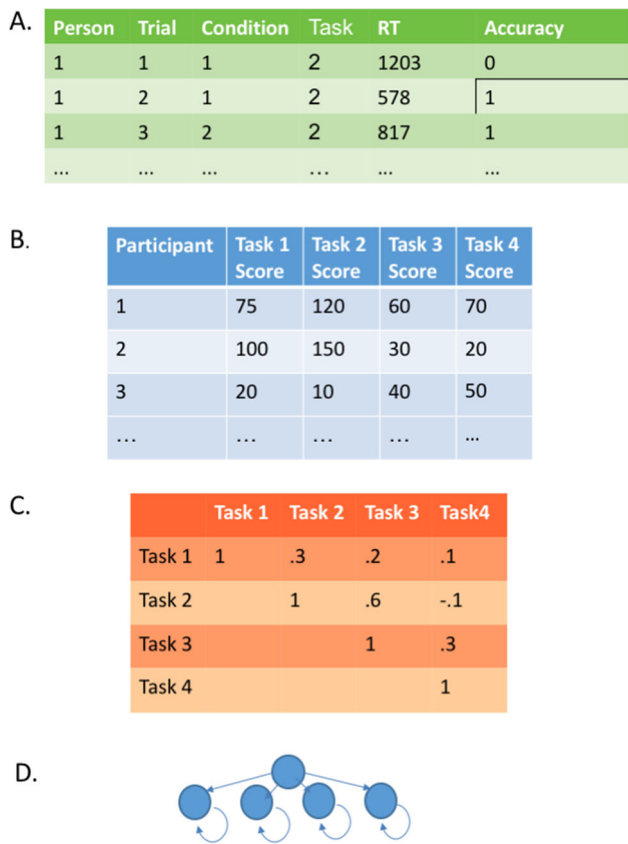 A.
Person Trial Condition Task RT Accuracy
1 1 1 2 1203 0
1 2 1 2 578 1
1 3 2 2 817 1
... ... ... ... ... ...
B.
Participant Task 1 Score Task 2 Score Task 3 Score Task 4 Score
1 75 120 60 70
2 100 150 30 20
3 20 10 40 50
... ... ... ... ...
C.
Task 1 Task 2 Task 3 Task4
Task 1 1 .3 .2 .1
Task 2 1 .6 -.1
Task 3 1 .3
Task 4 1
D.